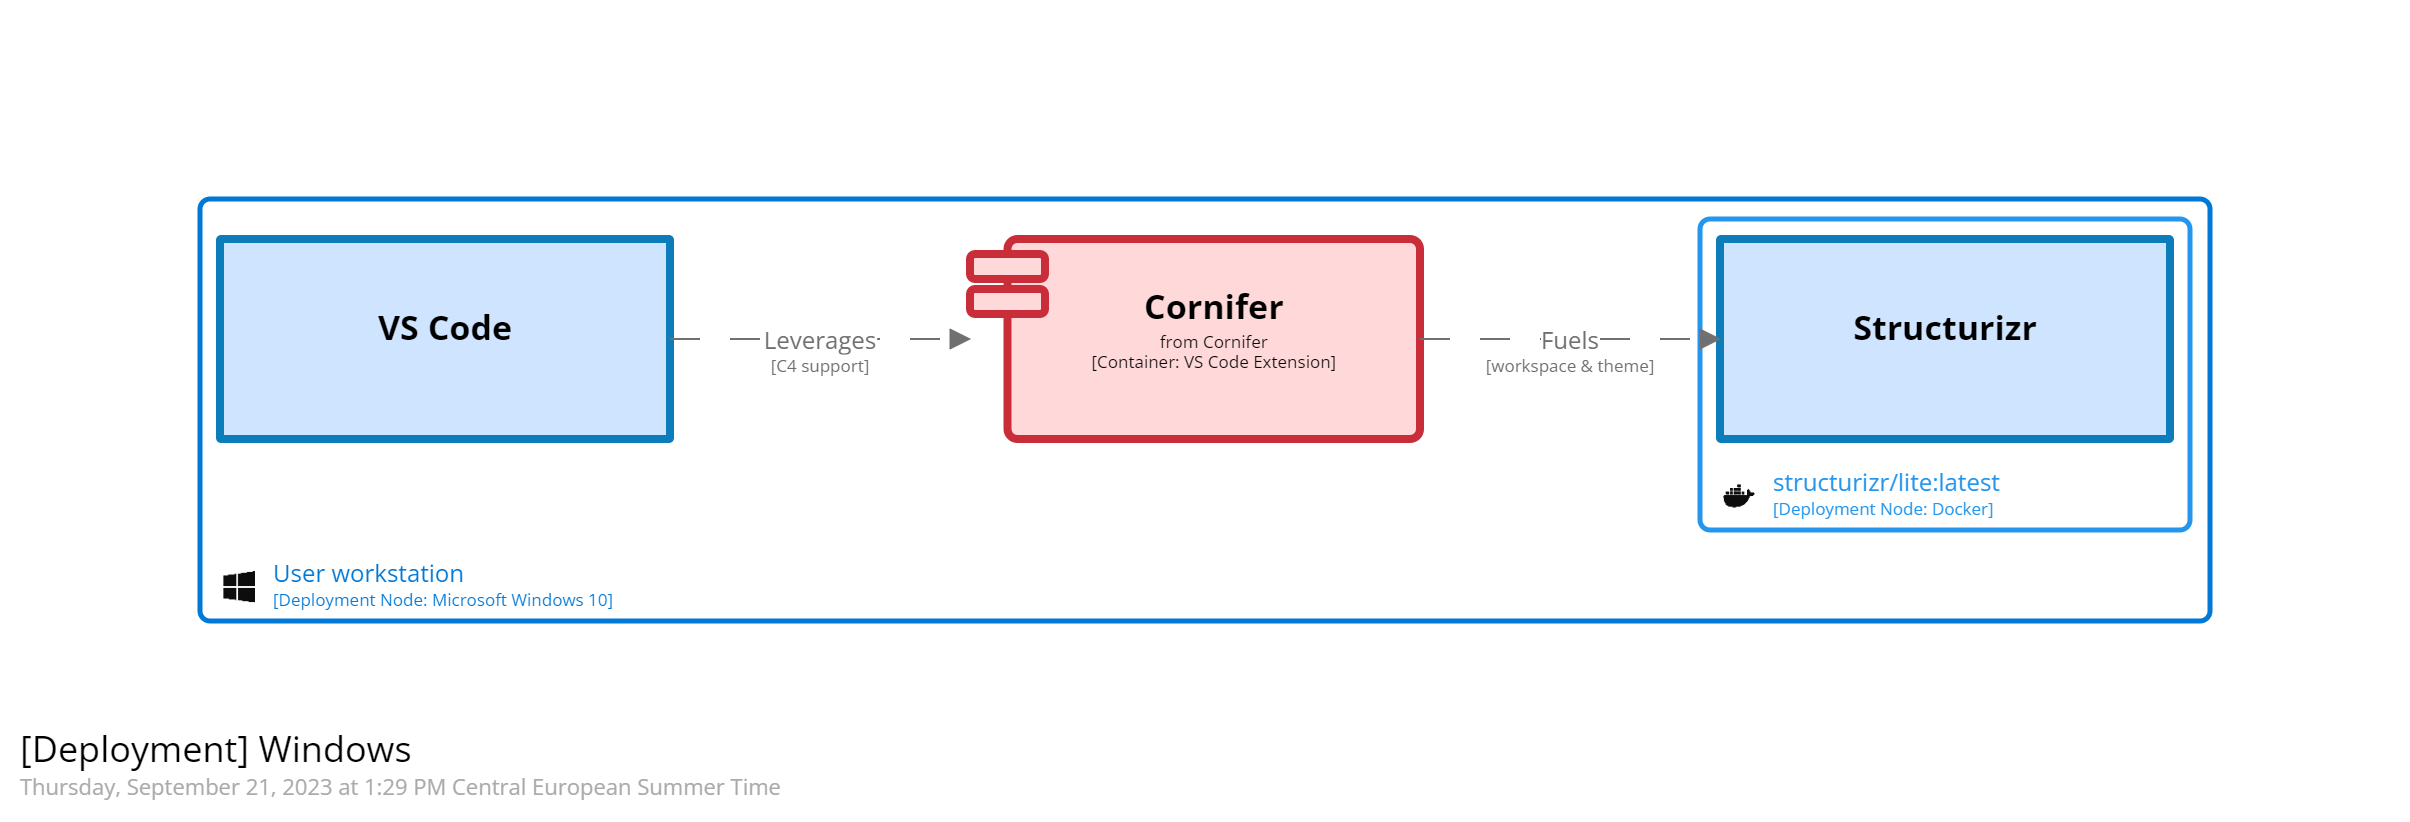 VS Code
Leverages
[C4 support]
Cornifer
from Cornifer
[Container: VS Code Extension]
Fuels
[workspace & theme]
Structurizr
structurizr/lite:latest
[Deployment Node: Docker]
User workstation
[Deployment Node: Microsoft Windows 10]
[Deployment] Windows
Thursday, September 21, 2023 at 1:29 PM Central European Summer Time